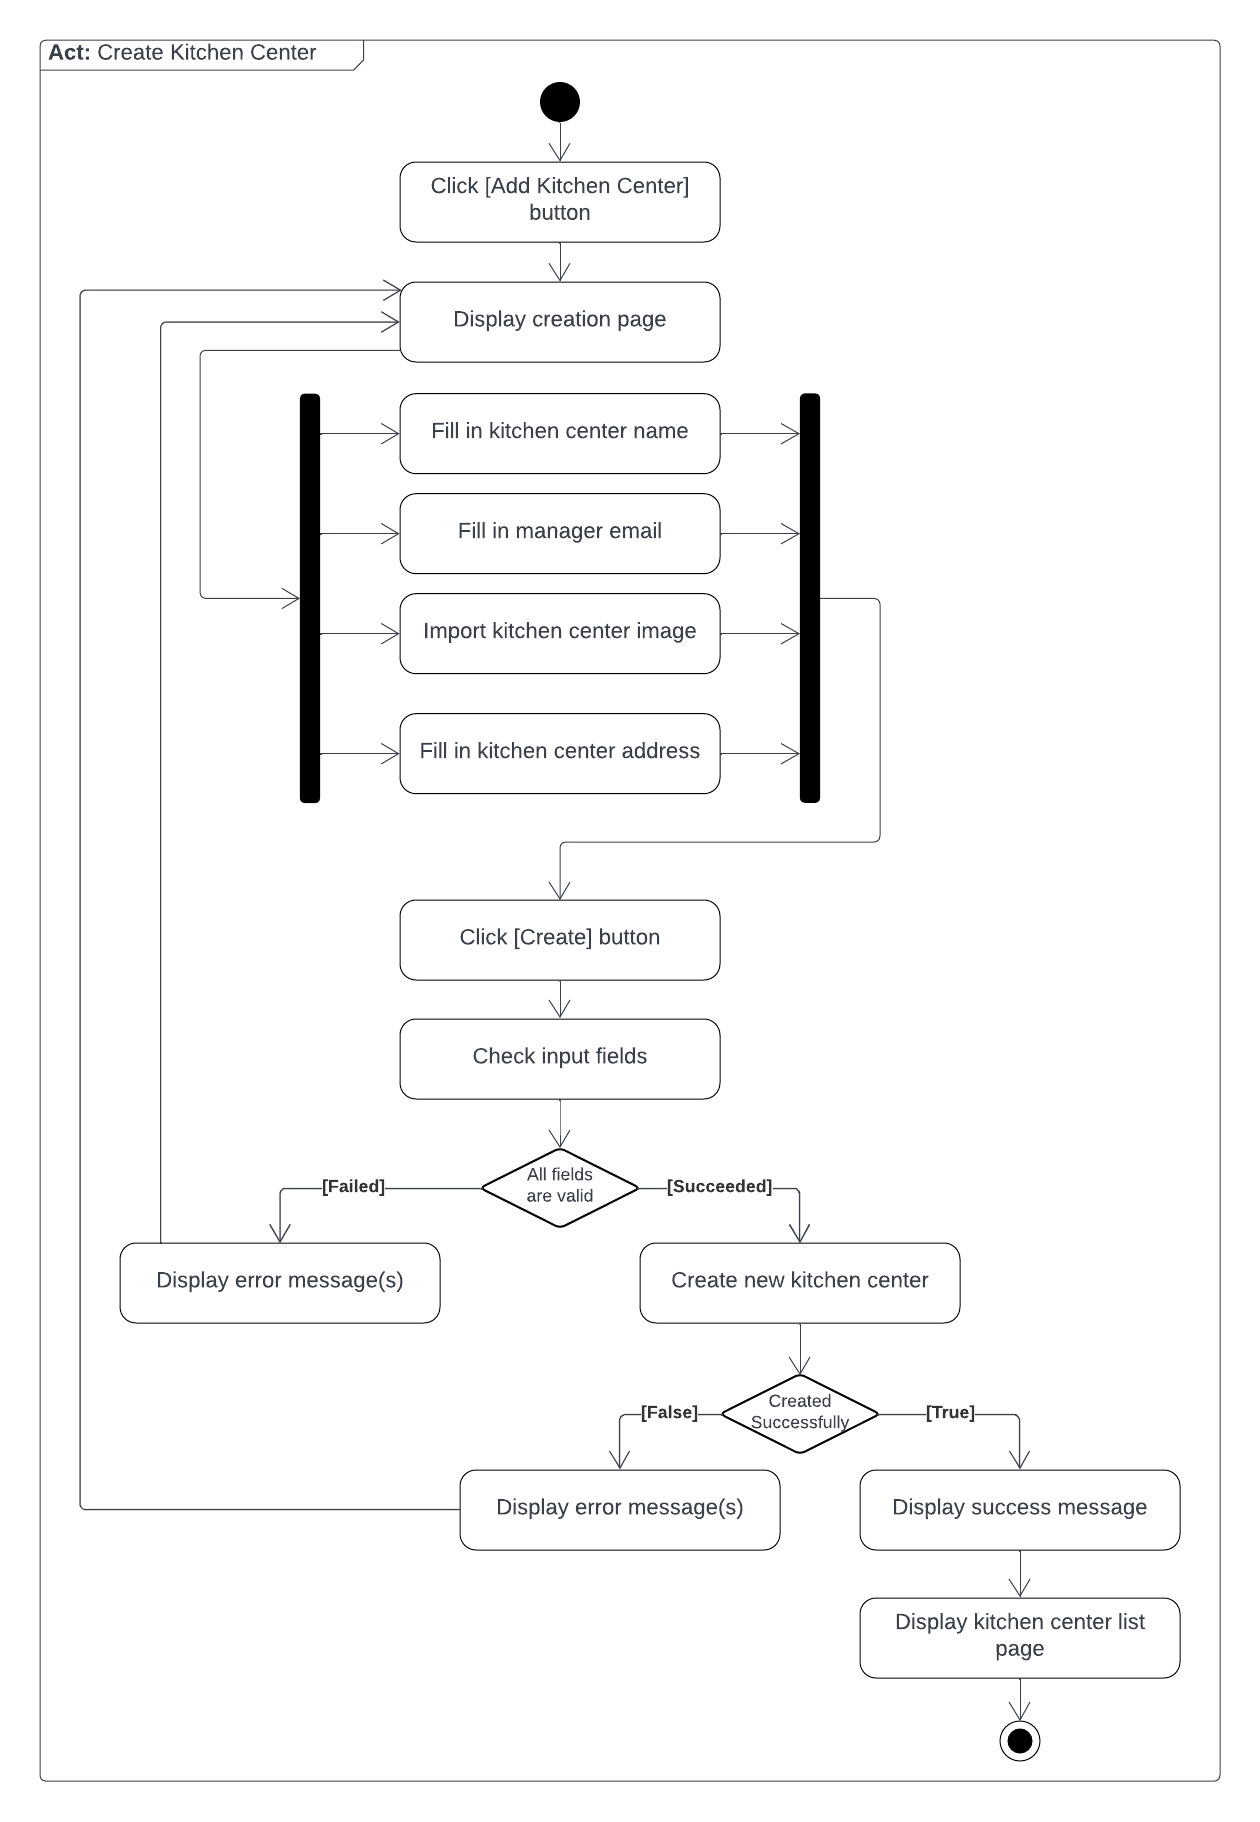 Act: Create Kitchen Center
Click [Add Kitchen Center]
button
Display creation page
Fill in kitchen center name
Fill in manager email
Import kitchen center image
Fill in kitchen center address
Click [Create] button
Check input fields
All fields
are valid
[Failed]
[Succeeded]
Display error message(s)
Create new kitchen center
Created
Successfully
[False]
[True]
Display error message(s)
Display success message
Display kitchen center list
page